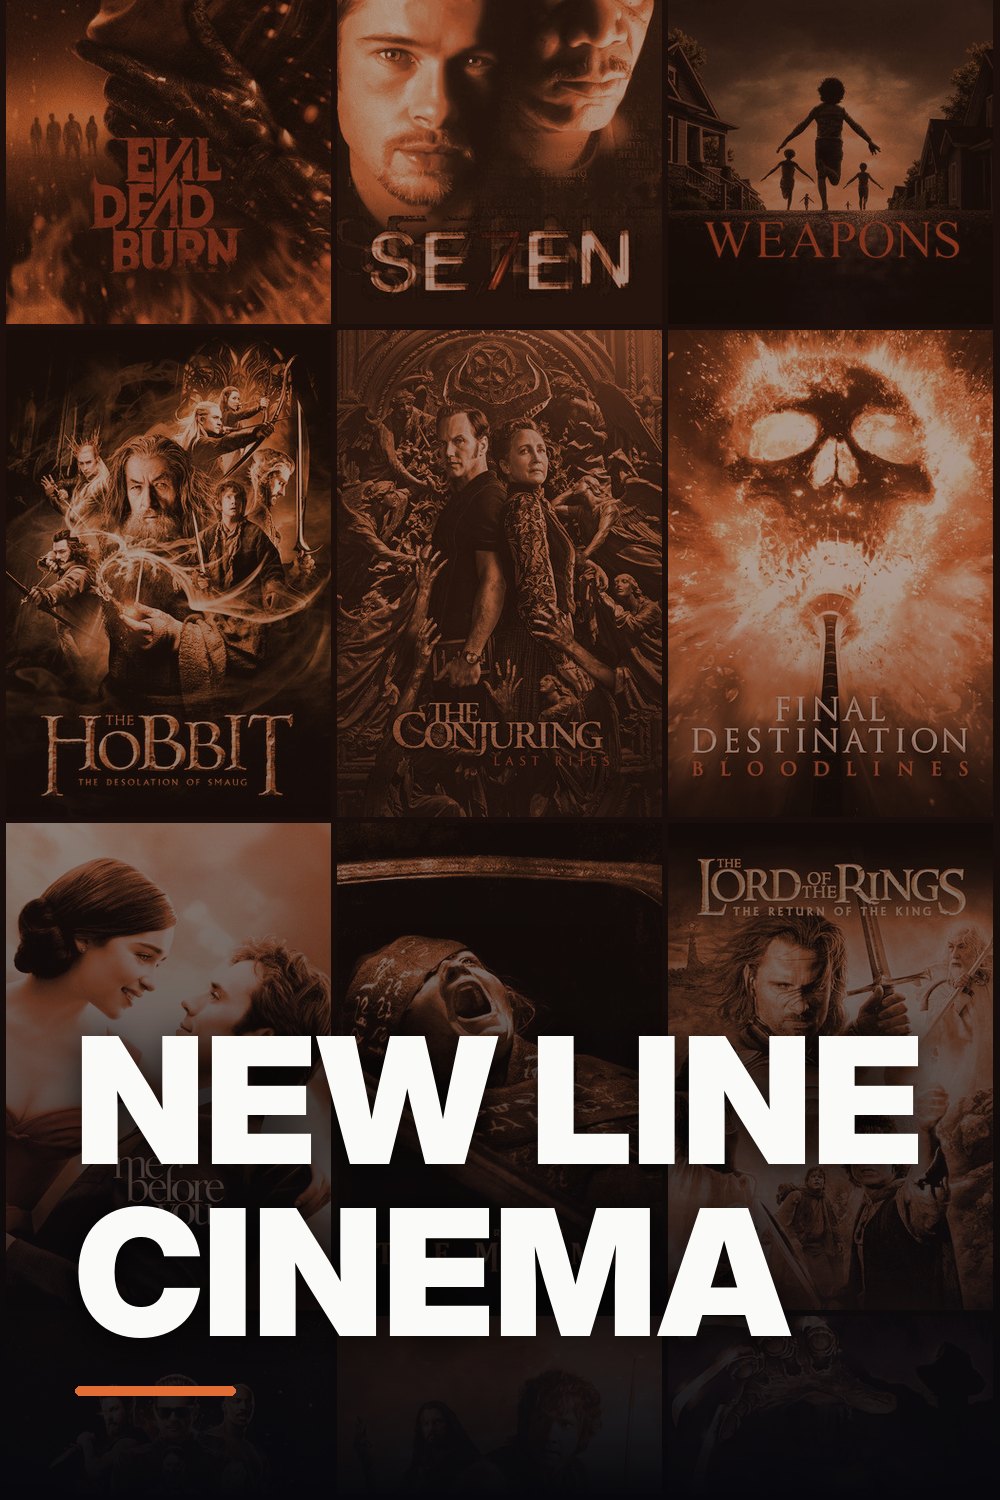 EVIL
DEAD
BURN
SE7EN
WEAPONS
THE
HOBBIT
THE DESOLATION OF SMAUG
THE
CONJURING
LAST RITES
FINAL
DESTINATION
BLOODLINES
THE
LORD OF THE RINGS
THE RETURN OF THE KING
me
before
you
NEW LINE
CINEMA